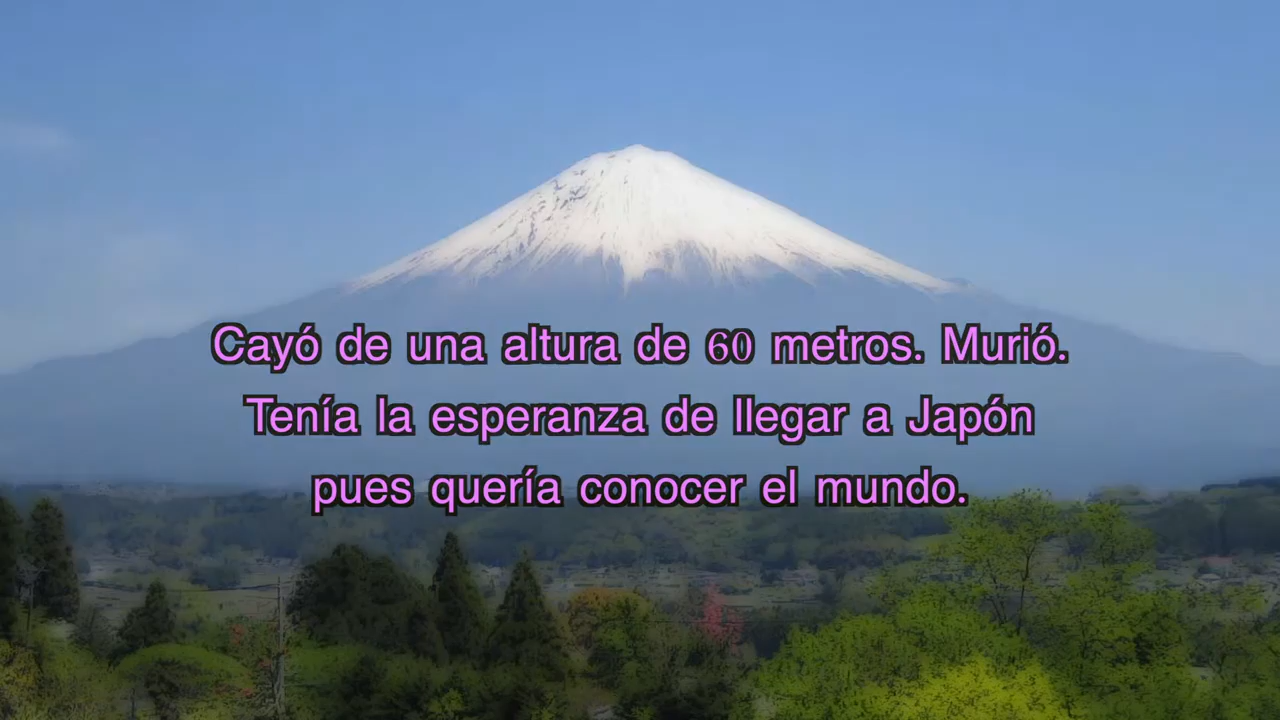 Cayó de una altura de 60 metros. Murió.
Tenía la esperanza de llegar a Japón
pues quería conocer el mundo.